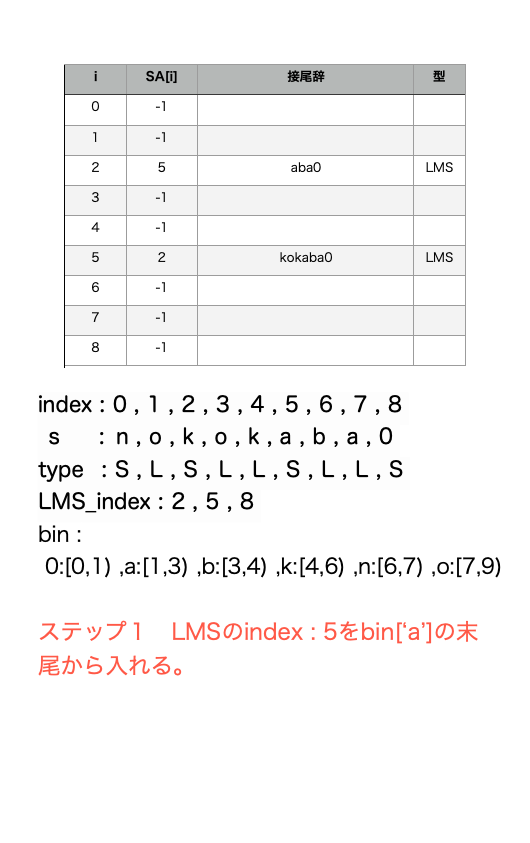 i SA[i] 接尾辞 型
0 -1
1 -1
2 5 aba0 LMS
3 -1
4 -1
5 2 kokaba0 LMS
6 -1
7 -1
8 -1
index : 0 , 1 , 2 , 3 , 4 , 5 , 6 , 7 , 8
s : n , o , k , o , k , a , b , a , 0
type : S , L , S , L , L , S , L , L , S
LMS_index : 2 , 5 , 8
bin :
0:[0,1) ,a:[1,3) ,b:[3,4) ,k:[4,6) ,n:[6,7) ,o:[7,9)
ステップ１　LMSのindex : 5をbin[‘a’]の末
尾から入れる。